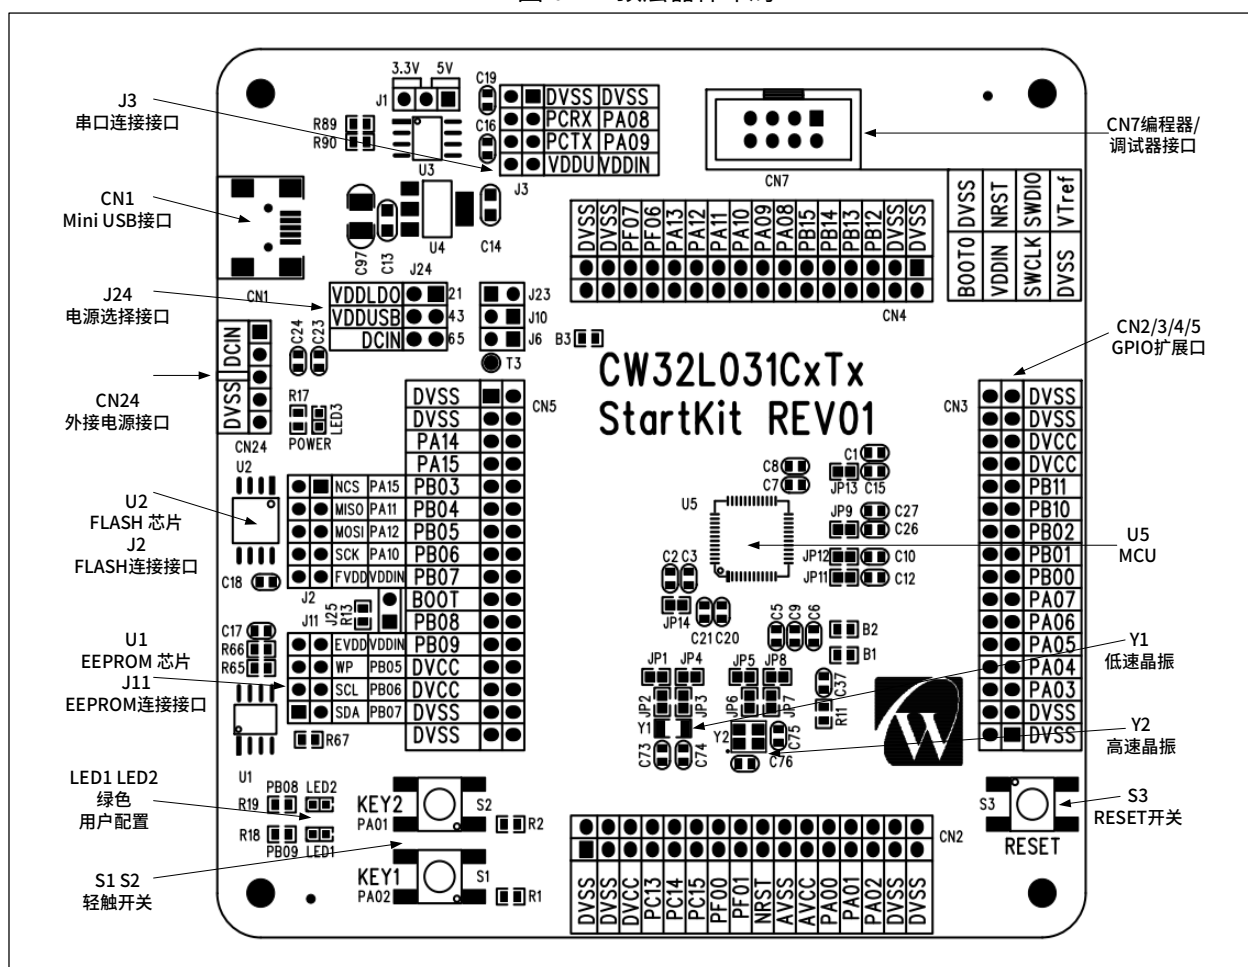 3.3V 5V
J1
C19
DVSS DVSS
PCRX PA08
PCTX PA09
VDDU VDDIN
J3
串口连接接口
R89
R90
C16
U3
J3
CN7
CN7编程器/
调试器接口
CN1
Mini USB接口
C97
C13
U4
C14
CN1
DVSS
DVSS
PF07
PF06
PA13
PA12
PA11
PA10
PA09
PA08
PB15
PB14
PB13
PB12
DVSS
DVSS
CN4
DVSS NRST SWDIO VTref
BOOT0 VDDIN SWCLK DVSS
J24
电源选择接口
J24
VDDLDO 21
VDDUSB 43
DCIN 65
J23
J10
J6
B3
T3
C24
C23
DCIN
DVSS
CN24
外接电源接口
CN24
R17
LED3
POWER
CW32L031CxTx
StartKit REV01
CN2/3/4/5
GPIO扩展口
CN5
DVSS
DVSS
PA14
PA15
PB03
PB04
PB05
PB06
PB07
BOOT
PB08
PB09
DVCC
DVCC
DVSS
DVSS
CN3
DVSS
DVSS
DVCC
DVCC
PB11
PB10
PB02
PB01
PB00
PA07
PA06
PA05
PA04
PA03
DVSS
DVSS
U2
U2
FLASH 芯片
J2
FLASH连接接口
NCS PA15
MISO PA11
MOSI PA12
SCK PA10
FVDD VDDIN
C18
J2
J25
R13
J11
C8
C7
C1
JP13
C15
U5
JP9
C27
C26
JP12
C10
JP11
C12
U5
MCU
C2
C3
JP14
C21
C20
C5
C9
C6
B2
B1
U1
EEPROM 芯片
J11
EEPROM连接接口
C17
R66
R65
EVDD VDDIN
WP PB05
SCL PB06
SDA PB07
R67
U1
JP1
JP4
JP2
JP3
JP5
JP8
JP6
JP7
C37
R11
Y1
Y2
C73
C74
C75
C76
W
Y1
低速晶振
Y2
高速晶振
LED1 LED2
绿色
用户配置
PB08
R19
LED2
R18
PB09
LED1
KEY2
PA01
S2
R2
KEY1
PA02
S1
R1
S1 S2
轻触开关
S3
RESET
S3
RESET开关
CN2
DVSS
DVSS
DVCC
PC13
PC14
PC15
PF00
PF01
NRST
AVSS
AVCC
PA00
PA01
PA02
DVSS
DVSS